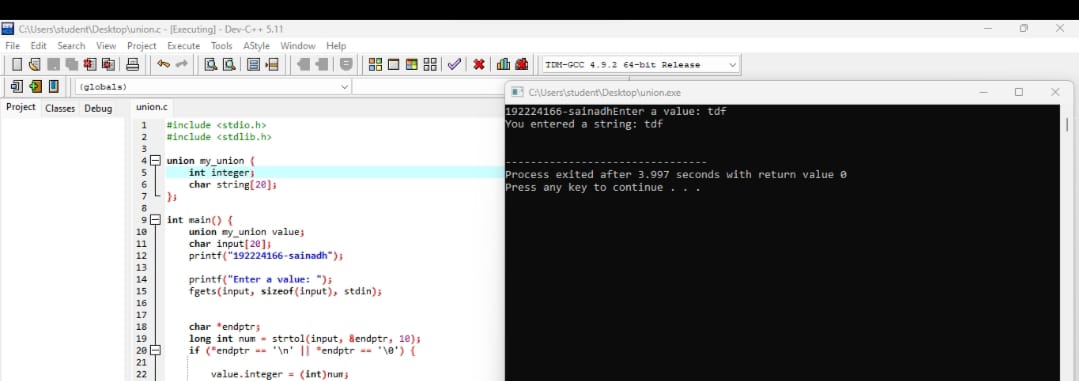 C:\Users\student\Desktop\union.c - [Executing] - Dev-C++ 5.11
File Edit Search View Project Execute Tools AStyle Window Help
TDM-GCC 4.9.2 64-bit Release
(globals)
Project Classes Debug
union.c
1 #include <stdio.h>
2 #include <stdlib.h>
3
4 union my_union {
5 int integer;
6 char string[20];
7 };
8
9 int main() {
10 union my_union value;
11 char input[20];
12 printf("192224166-sainadh");
13
14 printf("Enter a value: ");
15 fgets(input, sizeof(input), stdin);
16
17
18 char *endptr;
19 long int num = strtol(input, &endptr, 10);
20 if (*endptr == '\n' || *endptr == '\0') {
21
22 value.integer = (int)num;
C:\Users\student\Desktop\union.exe
192224166-sainadhEnter a value: tdf
You entered a string: tdf
--------------------------------
Process exited after 3.997 seconds with return value 0
Press any key to continue . . .